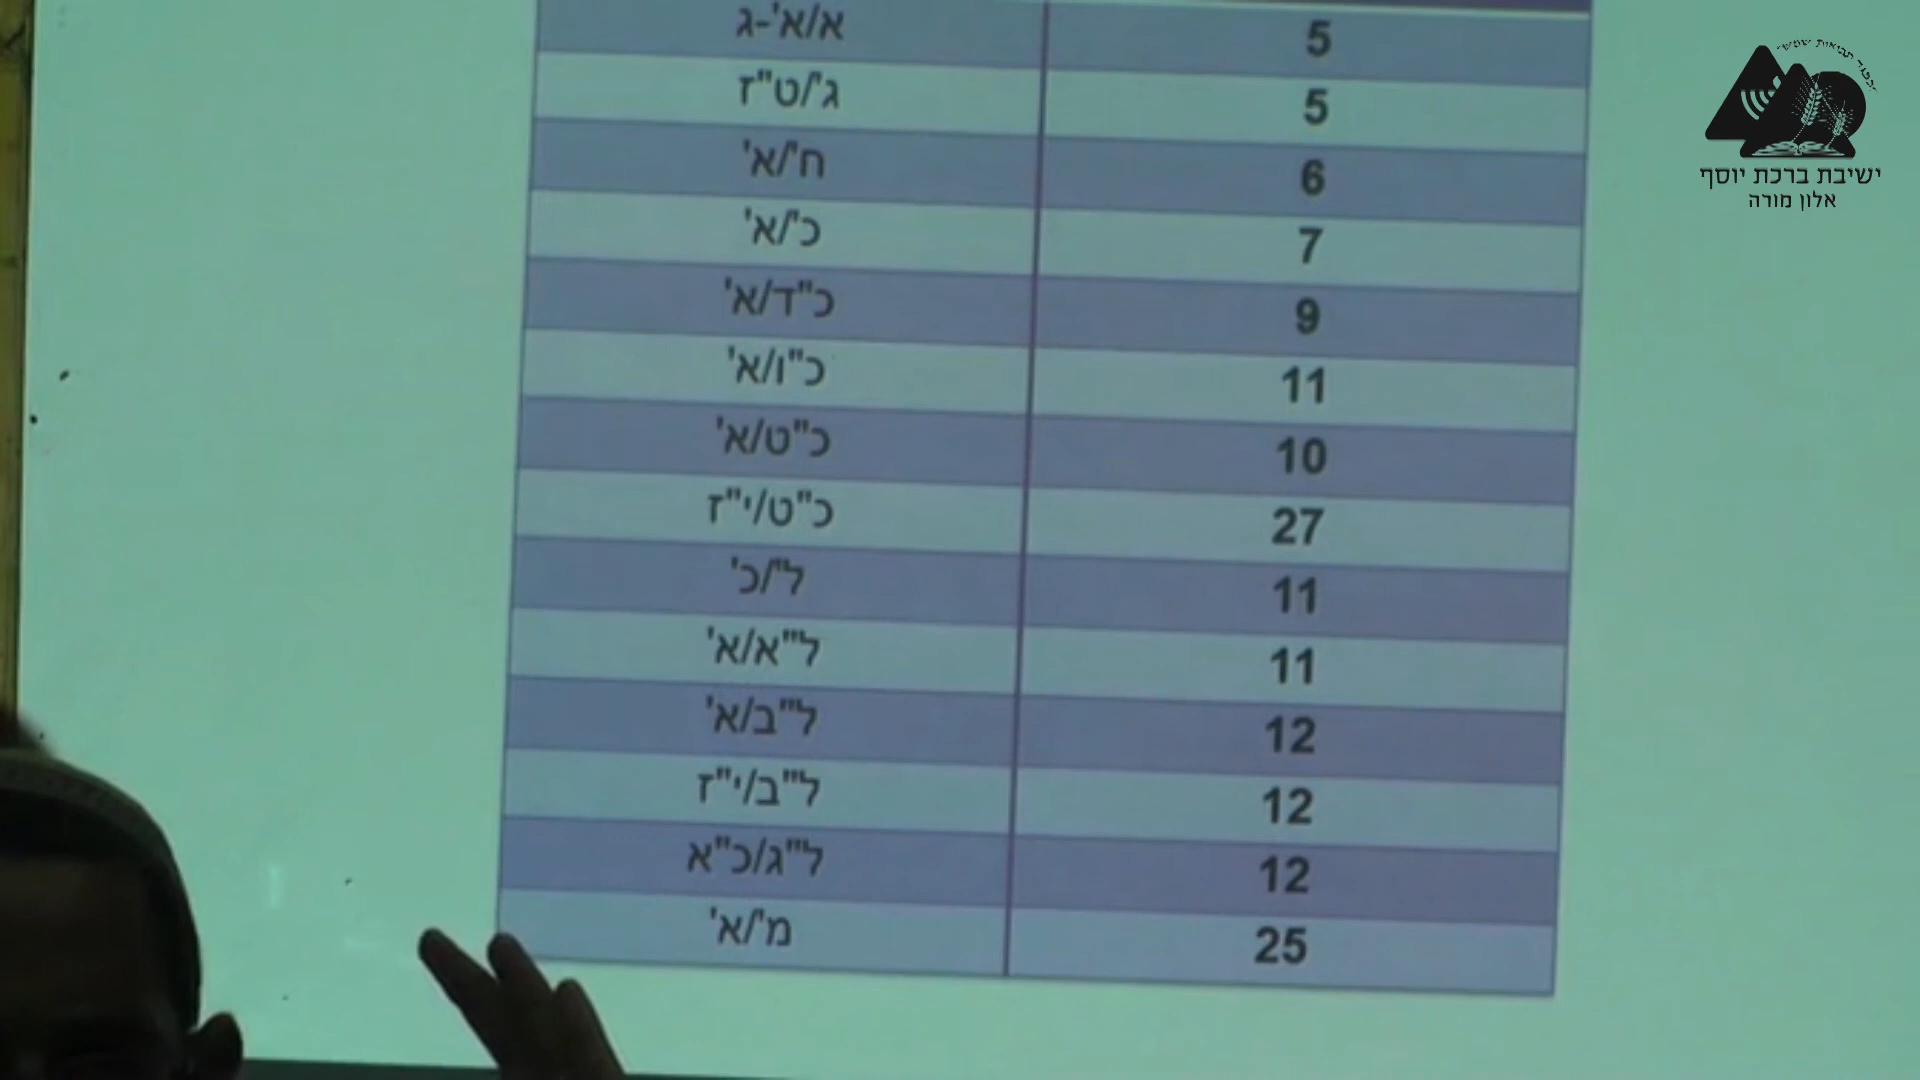 5 א/א'-ג
5 ג'/ט"ז
6 ח'/א'
7 כ'/א'
9 כ"ד/א'
11 כ"ו/א'
10 כ"ט/א'
27 כ"ט/י"ז
11 ל'/כ'
11 ל"א/א'
12 ל"ב/א'
12 ל"ב/י"ז
12 ל"ג/כ"א
25 מ'/א'
ישיבת ברכת יוסף
אלון מורה